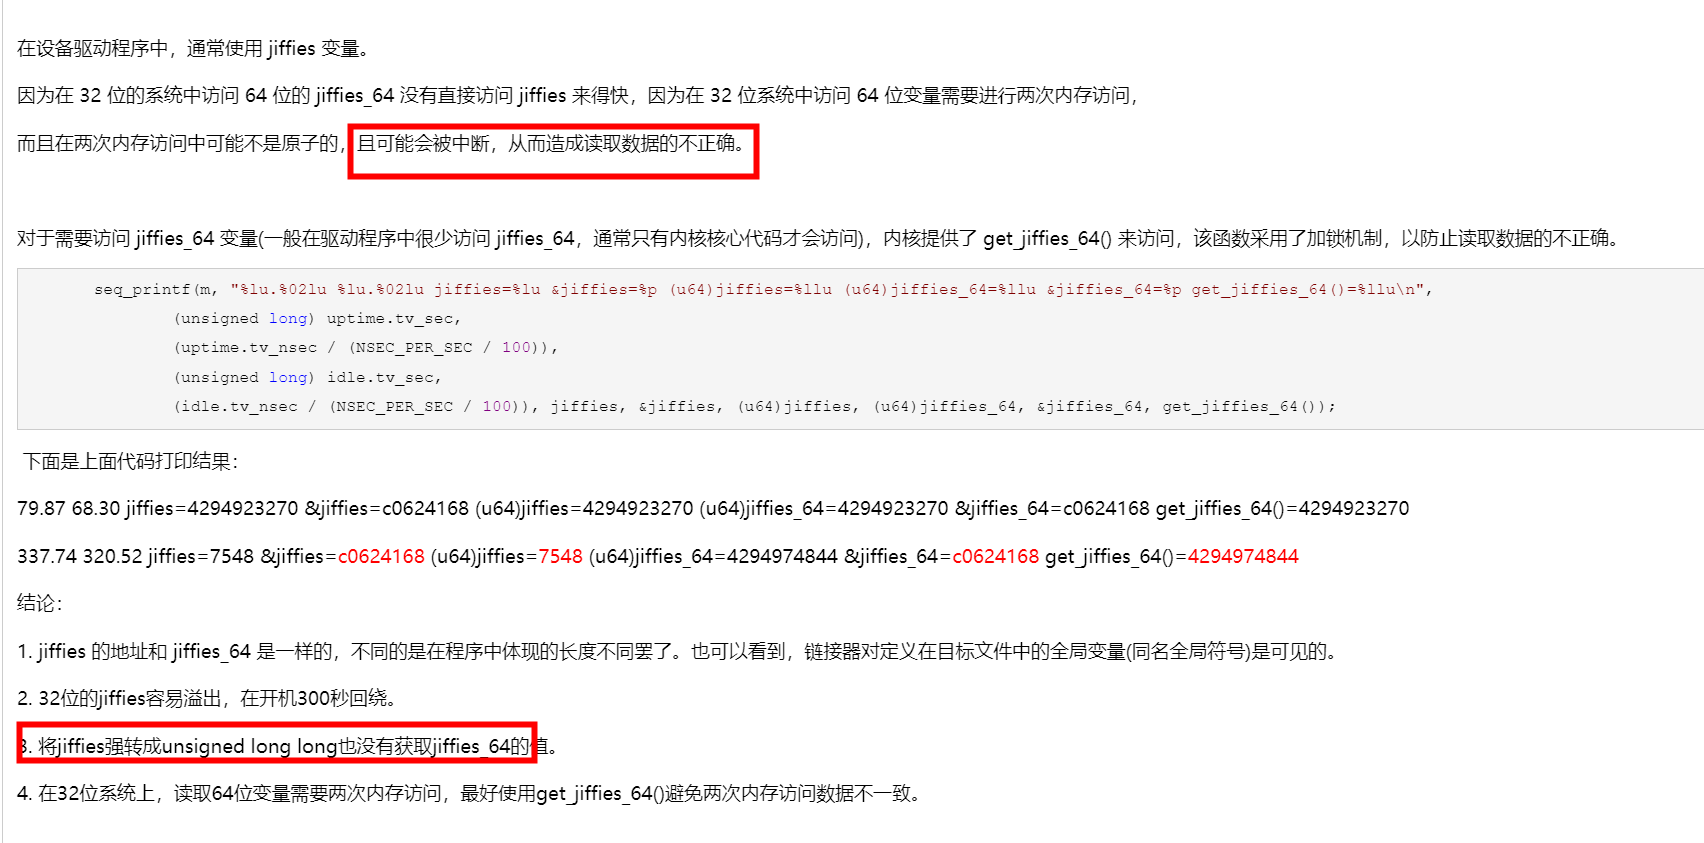 在设备驱动程序中，通常使用 jiffies 变量。
因为在 32 位的系统中访问 64 位的 jiffies_64 没有直接访问 jiffies 来得快，因为在 32 位系统中访问 64 位变量需要进行两次内存访问，
而且在两次内存访问中可能不是原子的，且可能会被中断，从而造成读取数据的不正确。
对于需要访问 jiffies_64 变量(一般在驱动程序中很少访问 jiffies_64，通常只有内核核心代码才会访问)，内核提供了 get_jiffies_64() 来访问，该函数采用了加锁机制，以防止读取数据的不正确。
seq_printf(m, "%lu.%02lu %lu.%02lu jiffies=%lu &jiffies=%p (u64)jiffies=%llu (u64)jiffies_64=%llu &jiffies_64=%p get_jiffies_64()=%llu\n",
(unsigned long) uptime.tv_sec,
(uptime.tv_nsec / (NSEC_PER_SEC / 100)),
(unsigned long) idle.tv_sec,
(idle.tv_nsec / (NSEC_PER_SEC / 100)), jiffies, &jiffies, (u64)jiffies, (u64)jiffies_64, &jiffies_64, get_jiffies_64());
下面是上面代码打印结果：
79.87 68.30 jiffies=4294923270 &jiffies=c0624168 (u64)jiffies=4294923270 (u64)jiffies_64=4294923270 &jiffies_64=c0624168 get_jiffies_64()=4294923270
337.74 320.52 jiffies=7548 &jiffies=c0624168 (u64)jiffies=7548 (u64)jiffies_64=4294974844 &jiffies_64=c0624168 get_jiffies_64()=4294974844
结论：
1. jiffies 的地址和 jiffies_64 是一样的，不同的是在程序中体现的长度不同罢了。也可以看到，链接器对定义在目标文件中的全局变量(同名全局符号)是可见的。
2. 32位的jiffies容易溢出，在开机300秒回绕。
3. 将jiffies强转成unsigned long long也没有获取jiffies_64的值。
4. 在32位系统上，读取64位变量需要两次内存访问，最好使用get_jiffies_64()避免两次内存访问数据不一致。